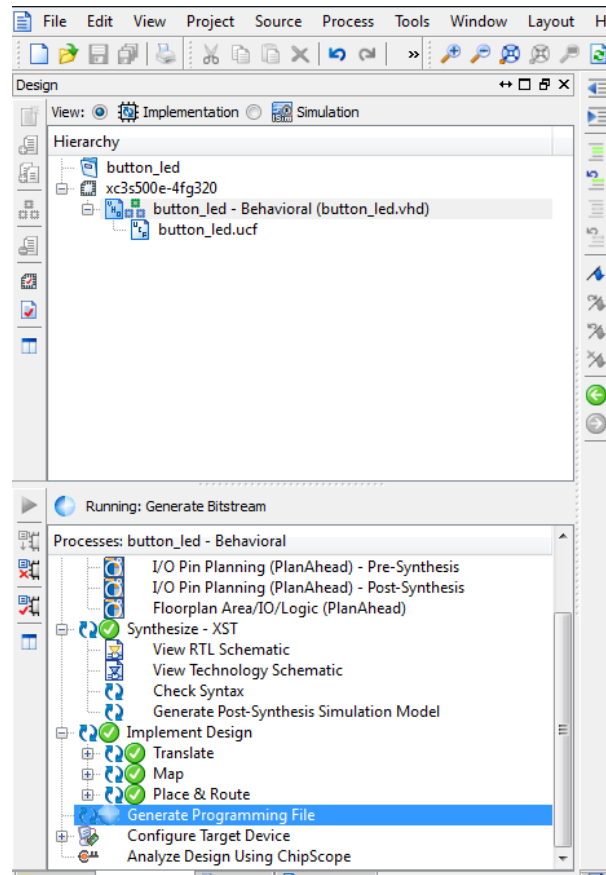 File Edit View Project Source Process Tools Window Layout H
»
Design
View: Implementation Simulation
Hierarchy
button_led
xc3s500e-4fg320
button_led - Behavioral (button_led.vhd)
button_led.ucf
Running: Generate Bitstream
Processes: button_led - Behavioral
I/O Pin Planning (PlanAhead) - Pre-Synthesis
I/O Pin Planning (PlanAhead) - Post-Synthesis
Floorplan Area/IO/Logic (PlanAhead)
Synthesize - XST
View RTL Schematic
View Technology Schematic
Check Syntax
Generate Post-Synthesis Simulation Model
Implement Design
Translate
Map
Place & Route
Generate Programming File
Configure Target Device
Analyze Design Using ChipScope